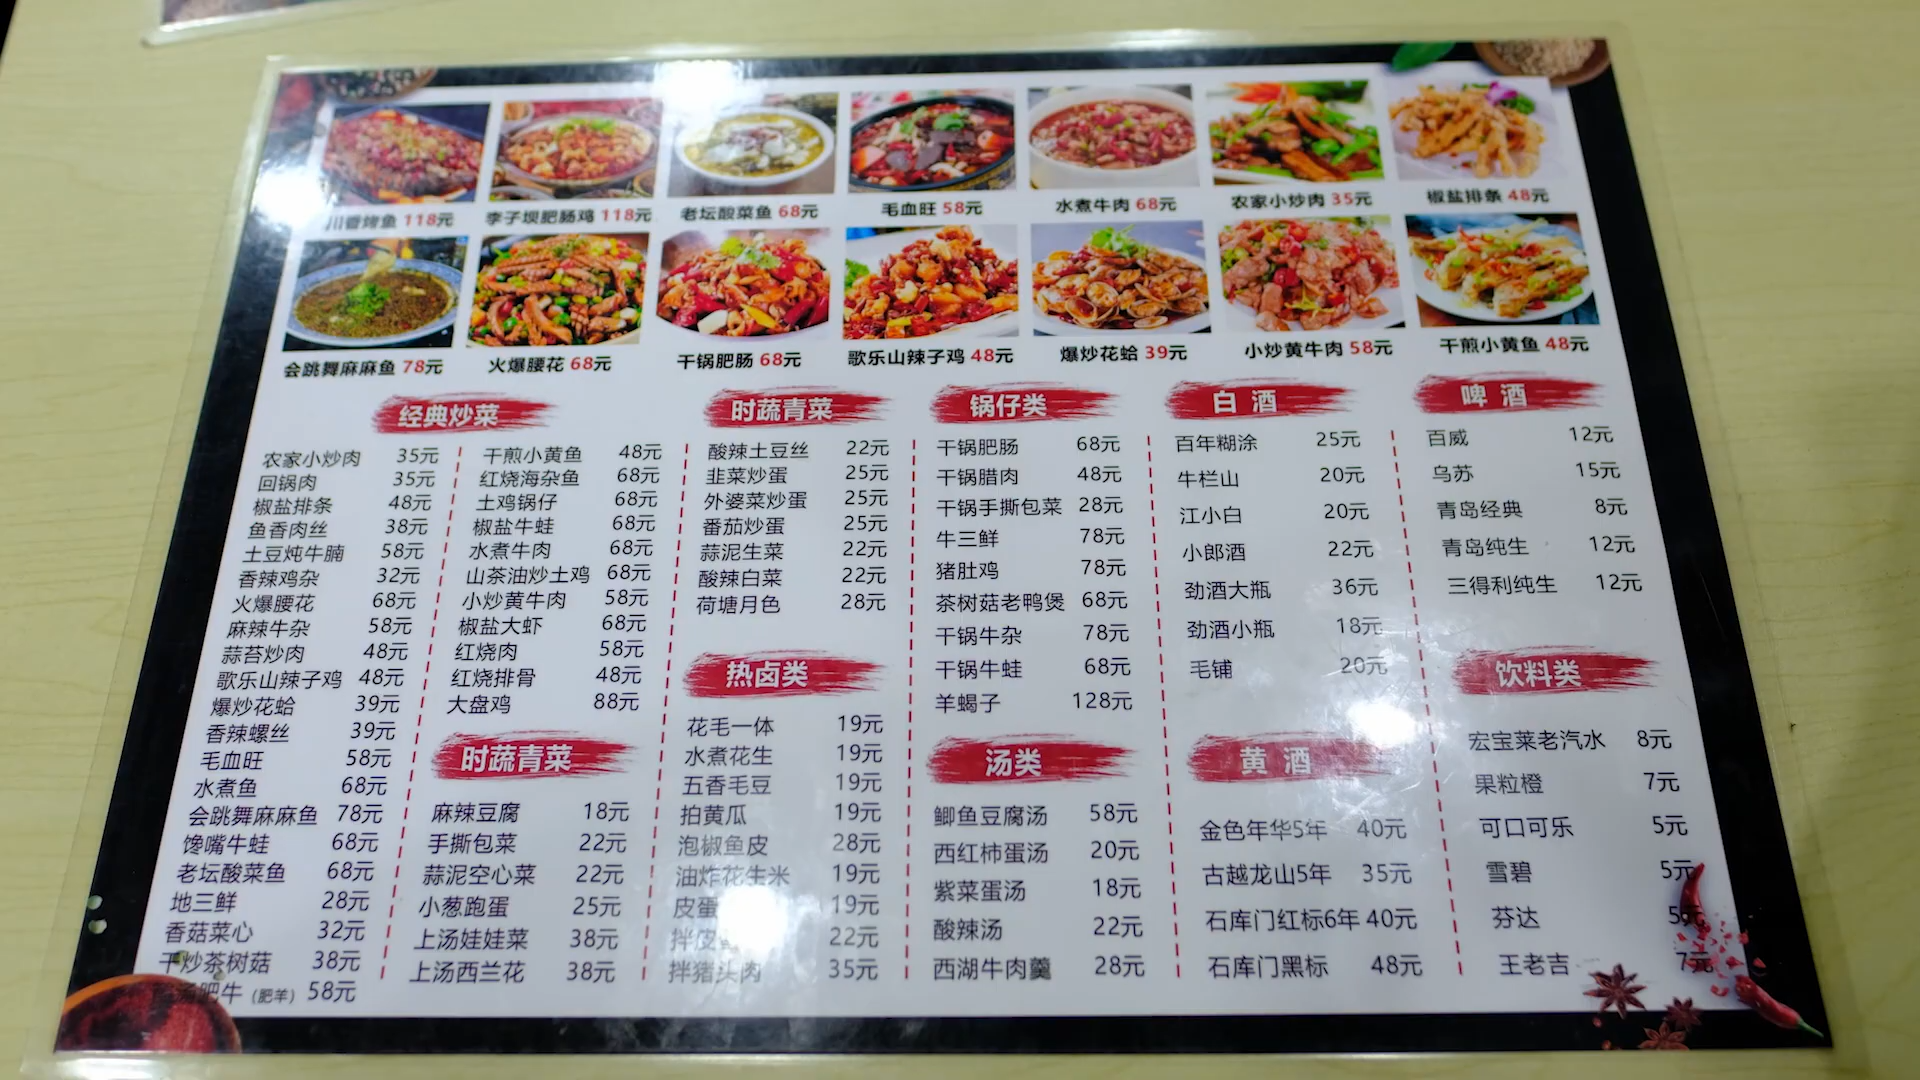 川香烤鱼 118元
李子坝肥肠鸡 118元
老坛酸菜鱼 68元
毛血旺 58元
水煮牛肉 68元
农家小炒肉 35元
椒盐排条 48元
会跳舞麻麻鱼 78元
火爆腰花 68元
干锅肥肠 68元
歌乐山辣子鸡 48元
爆炒花蛤 39元
小炒黄牛肉 58元
干煎小黄鱼 48元
经典炒菜
农家小炒肉 35元
回锅肉 35元
椒盐排条 48元
鱼香肉丝 38元
土豆炖牛腩 58元
香辣鸡杂 32元
火爆腰花 68元
麻辣牛杂 58元
蒜苔炒肉 48元
歌乐山辣子鸡 48元
爆炒花蛤 39元
香辣螺丝 39元
毛血旺 58元
水煮鱼 68元
会跳舞麻麻鱼 78元
馋嘴牛蛙 68元
老坛酸菜鱼 68元
地三鲜 28元
香菇菜心 32元
干炒茶树菇 38元
汤肥牛（肥羊） 58元
干煎小黄鱼 48元
红烧海杂鱼 68元
土鸡锅仔 68元
椒盐牛蛙 68元
水煮牛肉 68元
山茶油炒土鸡 68元
小炒黄牛肉 58元
椒盐大虾 68元
红烧肉 58元
红烧排骨 48元
大盘鸡 88元
时蔬青菜
麻辣豆腐 18元
手撕包菜 22元
蒜泥空心菜 22元
小葱跑蛋 25元
上汤娃娃菜 38元
上汤西兰花 38元
时蔬青菜
酸辣土豆丝 22元
韭菜炒蛋 25元
外婆菜炒蛋 25元
番茄炒蛋 25元
蒜泥生菜 22元
酸辣白菜 22元
荷塘月色 28元
热卤类
花毛一体 19元
水煮花生 19元
五香毛豆 19元
拍黄瓜 19元
泡椒鱼皮 28元
油炸花生米 19元
皮蛋 19元
拌皮 22元
拌猪头肉 35元
锅仔类
干锅肥肠 68元
干锅腊肉 48元
干锅手撕包菜 28元
牛三鲜 78元
猪肚鸡 78元
茶树菇老鸭煲 68元
干锅牛杂 78元
干锅牛蛙 68元
羊蝎子 128元
汤类
鲫鱼豆腐汤 58元
西红柿蛋汤 20元
紫菜蛋汤 18元
酸辣汤 22元
西湖牛肉羹 28元
白酒
百年糊涂 25元
牛栏山 20元
江小白 20元
小郎酒 22元
劲酒大瓶 36元
劲酒小瓶 18元
毛铺 20元
黄酒
金色年华5年 40元
古越龙山5年 35元
石库门红标6年 40元
石库门黑标 48元
啤酒
百威 12元
乌苏 15元
青岛经典 8元
青岛纯生 12元
三得利纯生 12元
饮料类
宏宝莱老汽水 8元
果粒橙 7元
可口可乐 5元
雪碧 5元
芬达 5元
王老吉 7元